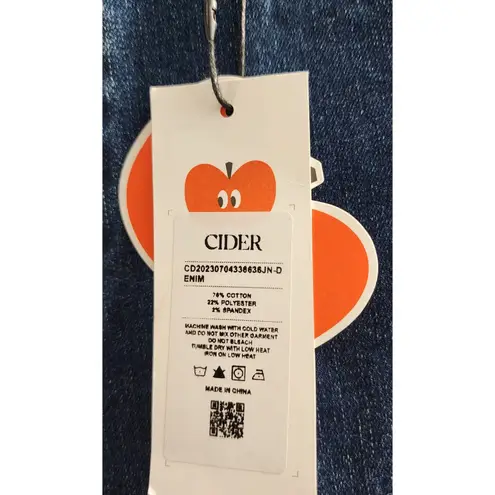 CIDER
CD20230704338636JN-D
ENIM
76% COTTON
22% POLYESTER
2% SPANDEX
MACHINE WASH WITH COLD WATER
AND DO NOT MIX OTHER GARMENT
DO NOT BLEACH
TUMBLE DRY WITH LOW HEAT
IRON ON LOW HEAT
MADE IN CHINA